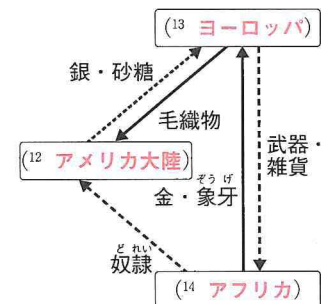 (13 ヨーロッパ)
銀・砂糖
毛織物
(12 アメリカ大陸)
武器・
雑貨
ぞうげ
金・象牙
どれい
奴隷
(14 アフリカ)